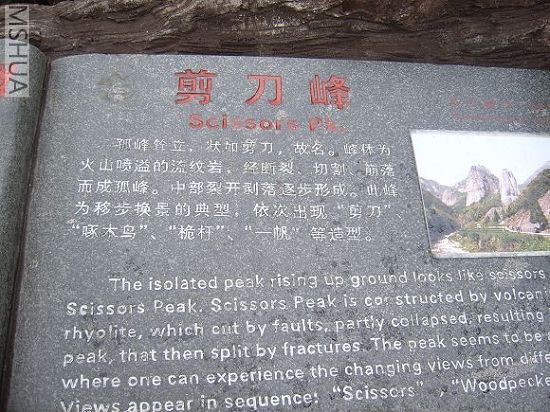 MSHUA
剪刀峰
Scissors Pk.
孤峰耸立，状如剪刀，故名。峰体为
火山喷溢的流纹岩，经断裂、切割、崩落
而成孤峰。中部裂开剥落逐步形成。此峰
为移步换景的典型，依次出现“剪刀”
“啄木鸟”、“桅杆”、“一帆”等造型。
The isolated peak rising up ground looks like scissors
Scissors Peak. Scissors Peak is constructed by volcani
rhyolite, which cut by faults, partly collapsed, resulting
peak, that then split by fractures. The peak seems to be
where one can experience the changing views from diffe
Views appear in sequence: “Scissors” , “Woodpecke